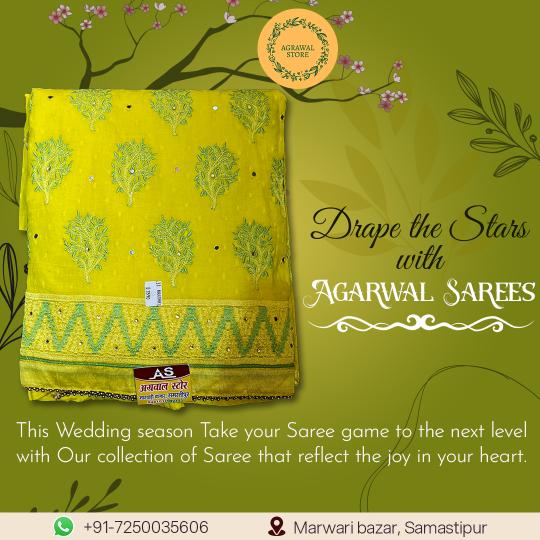 AGRAWAL
STORE
Drape the Stars
with
AGARWAL SAREES
AS
अग्रवाल स्टोर
This Wedding season Take your Saree game to the next level
with Our collection of Saree that reflect the joy in your heart.
+91-7250035606
Marwari bazar, Samastipur